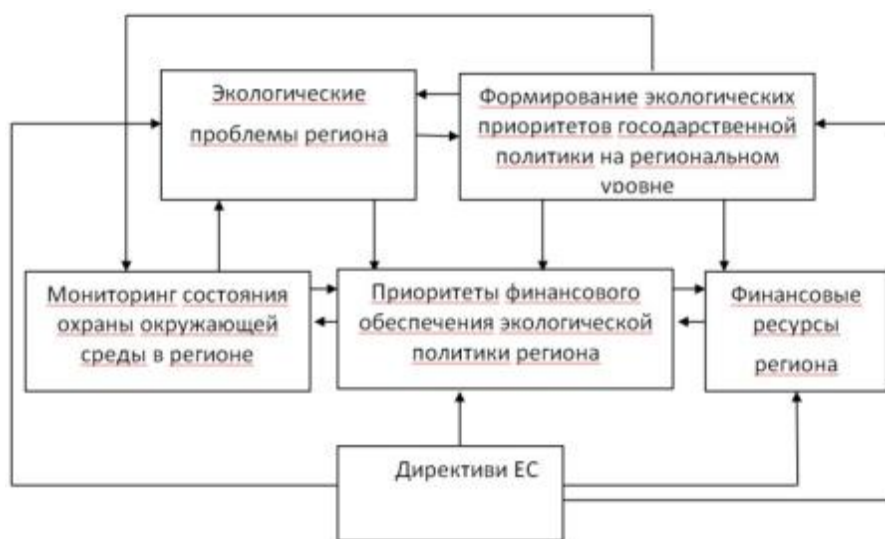 Экологические
проблемы региона
Формирование экологических
приоритетов государственной
политики на региональном
уровне
Мониторинг состояния
охраны окружающей
среды в регионе
Приоритеты финансового
обеспечения экологической
политики региона
Финансовые
ресурсы
региона
Директиви ЕС